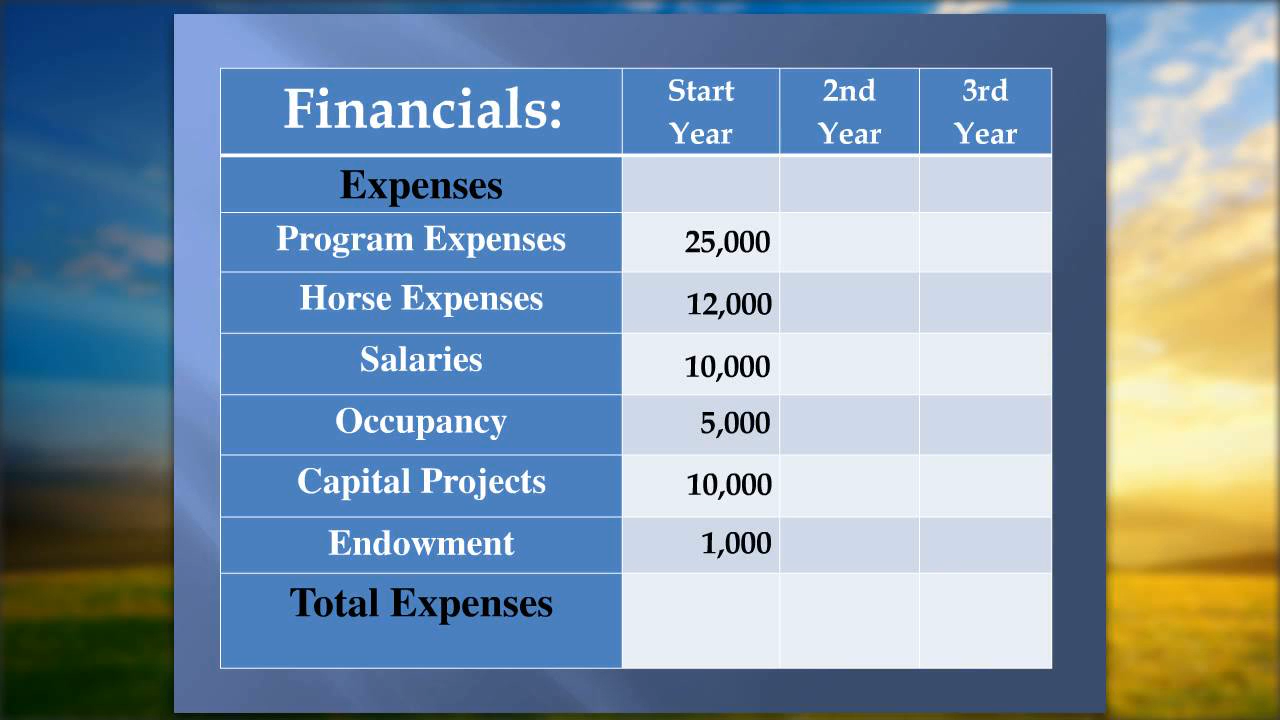 Financials:
Start Year
2nd Year
3rd Year
Expenses
Program Expenses 25,000
Horse Expenses 12,000
Salaries 10,000
Occupancy 5,000
Capital Projects 10,000
Endowment 1,000
Total Expenses